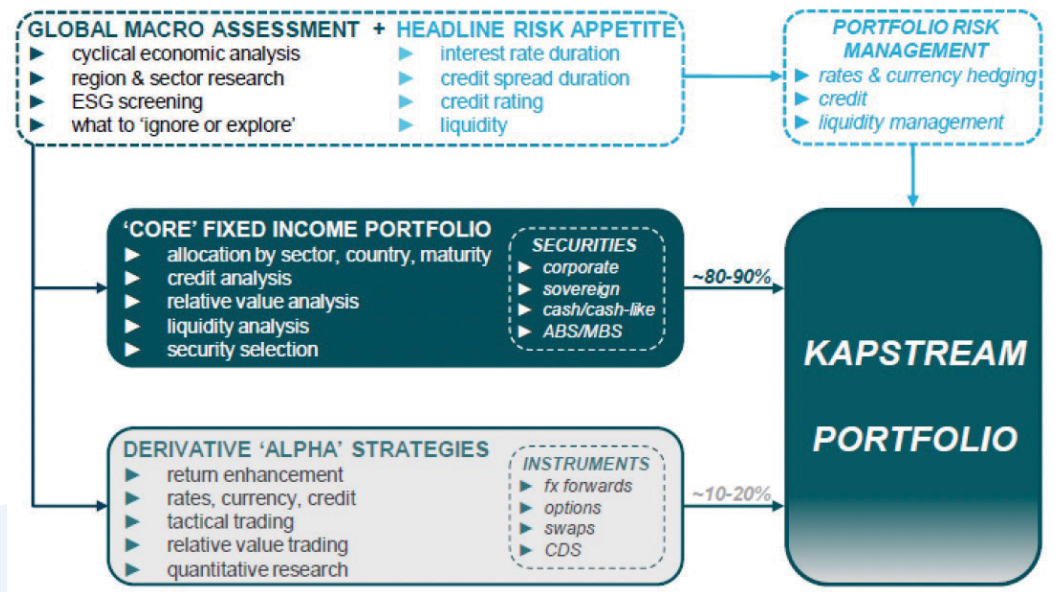 GLOBAL MACRO ASSESSMENT + HEADLINE RISK APPETITE
► cyclical economic analysis
► region & sector research
► ESG screening
► what to ‘ignore or explore’
► interest rate duration
► credit spread duration
► credit rating
► liquidity
PORTFOLIO RISK
MANAGEMENT
► rates & currency hedging
► credit
► liquidity management
‘CORE’ FIXED INCOME PORTFOLIO
► allocation by sector, country, maturity
► credit analysis
► relative value analysis
► liquidity analysis
► security selection
SECURITIES
► corporate
► sovereign
► cash/cash-like
► ABS/MBS
~80-90%
DERIVATIVE ‘ALPHA’ STRATEGIES
► return enhancement
► rates, currency, credit
► tactical trading
► relative value trading
► quantitative research
INSTRUMENTS
► fx forwards
► options
► swaps
► CDS
~10-20%
KAPSTREAM
PORTFOLIO